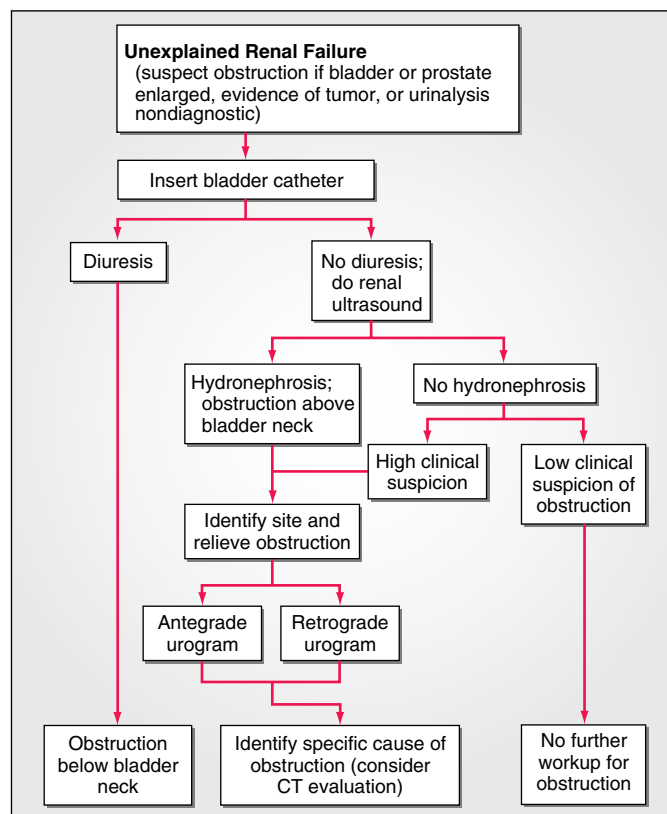 Unexplained Renal Failure
(suspect obstruction if bladder or prostate
enlarged, evidence of tumor, or urinalysis
nondiagnostic)
Insert bladder catheter
Diuresis
No diuresis;
do renal
ultrasound
Hydronephrosis;
obstruction above
bladder neck
No hydronephrosis
High clinical
suspicion
Low clinical
suspicion of
obstruction
Identify site and
relieve obstruction
Antegrade
urogram
Retrograde
urogram
Obstruction
below bladder
neck
Identify specific cause of
obstruction (consider
CT evaluation)
No further
workup for
obstruction